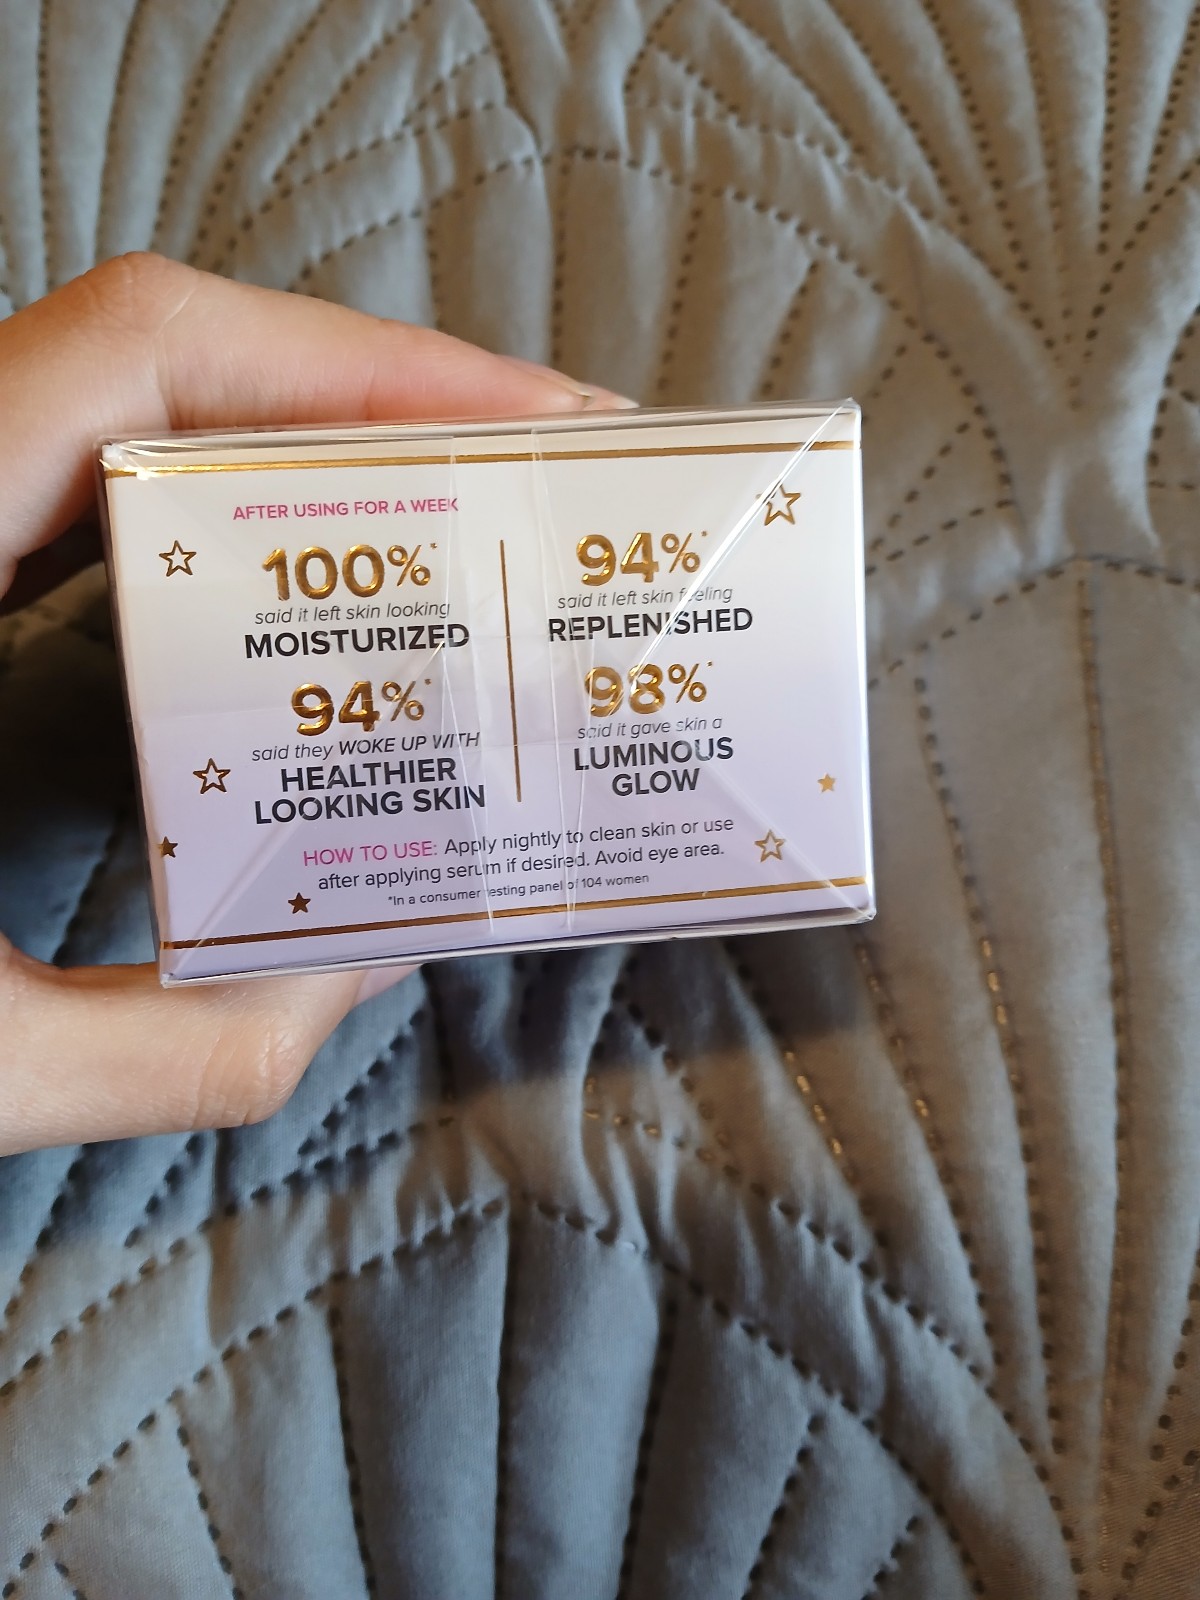 AFTER USING FOR A WEEK
100%*
said it left skin looking
MOISTURIZED
94%*
said they WOKE UP WITH
HEALTHIER
LOOKING SKIN
94%*
said it left skin feeling
REPLENISHED
98%*
said it gave skin a
LUMINOUS
GLOW
HOW TO USE: Apply nightly to clean skin or use
after applying serum if desired. Avoid eye area.
*In a consumer testing panel of 104 women